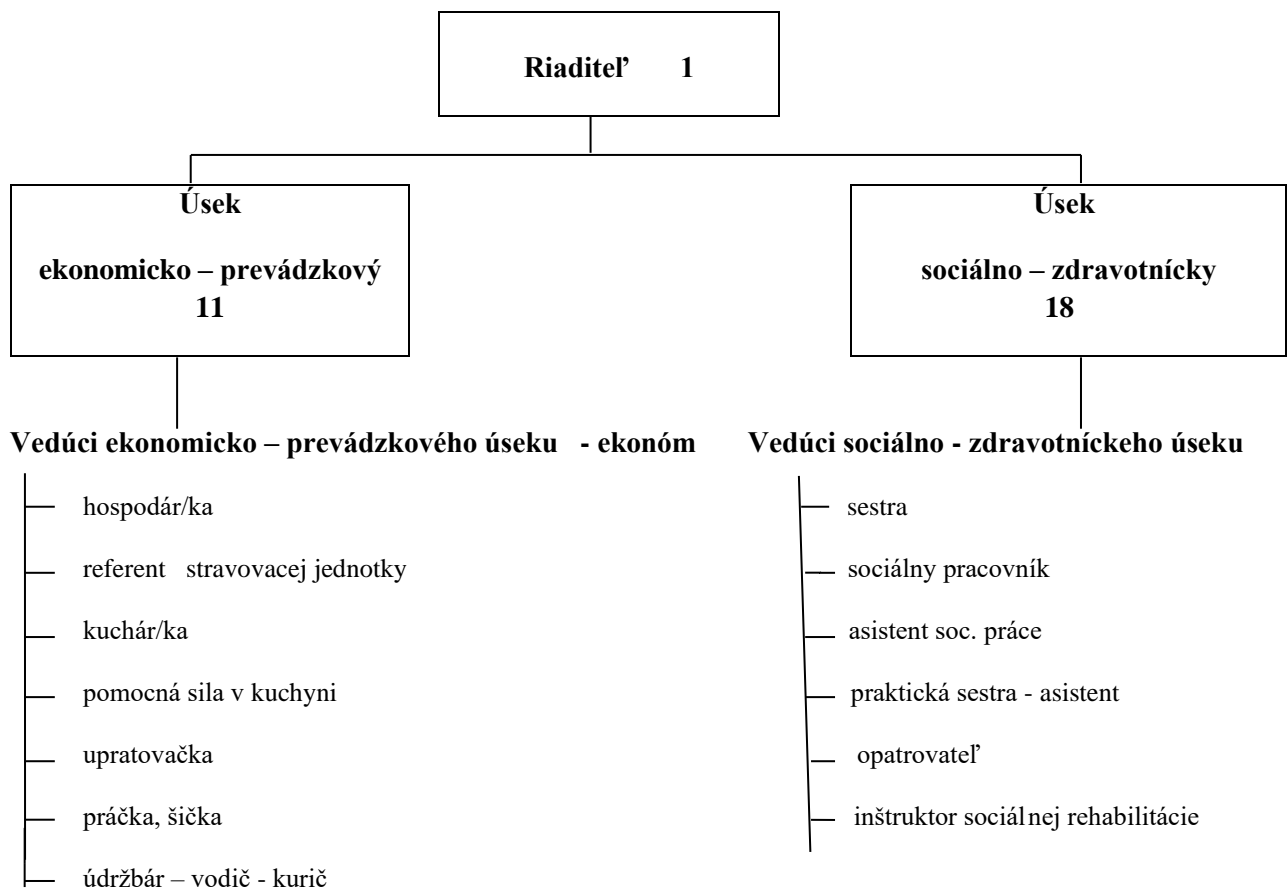 Riaditeľ 1
Úsek
ekonomicko – prevádzkový
11
Úsek
sociálno – zdravotnícky
18
Vedúci ekonomicko – prevádzkového úseku - ekonóm
hospodár/ka
referent stravovacej jednotky
kuchár/ka
pomocná sila v kuchyni
upratovačka
práčka, šička
údržbár – vodič - kurič
Vedúci sociálno - zdravotníckeho úseku
sestra
sociálny pracovník
asistent soc. práce
praktická sestra - asistent
opatrovateľ
inštruktor sociálnej rehabilitácie